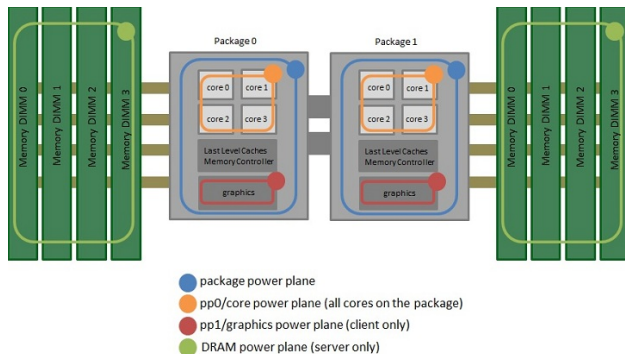 Package 0
Package 1
Memory DIMM 0
Memory DIMM 1
Memory DIMM 2
Memory DIMM 3
core 0
core 1
core 2
core 3
Last Level Caches
Memory Controller
graphics
core 0
core 1
core 2
core 3
Last Level Caches
Memory Controller
graphics
Memory DIMM 0
Memory DIMM 1
Memory DIMM 2
Memory DIMM 3
package power plane
pp0/core power plane (all cores on the package)
pp1/graphics power plane (client only)
DRAM power plane (server only)